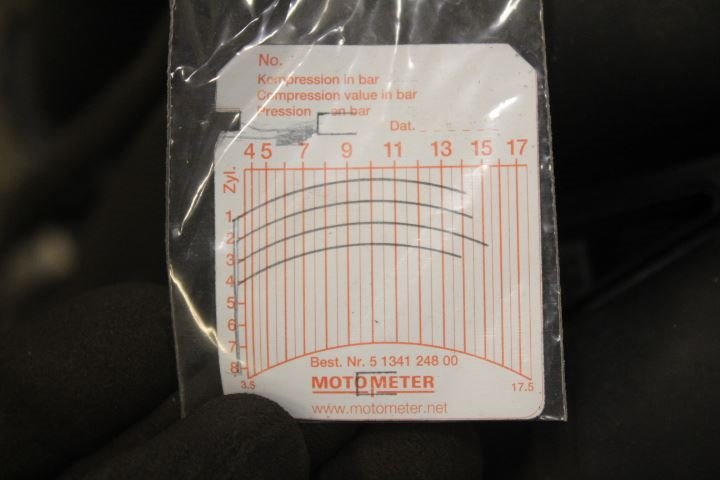 No.
Kompression in bar
Compression value in bar
Pression en bar
Dat.
4 5 7 9 11 13 15 17
Zyl.
1
2
3
4
5
6
7
8
3.5 17.5
Best. Nr. 5 1341 248 00
MOTOMETER
www.motometer.net